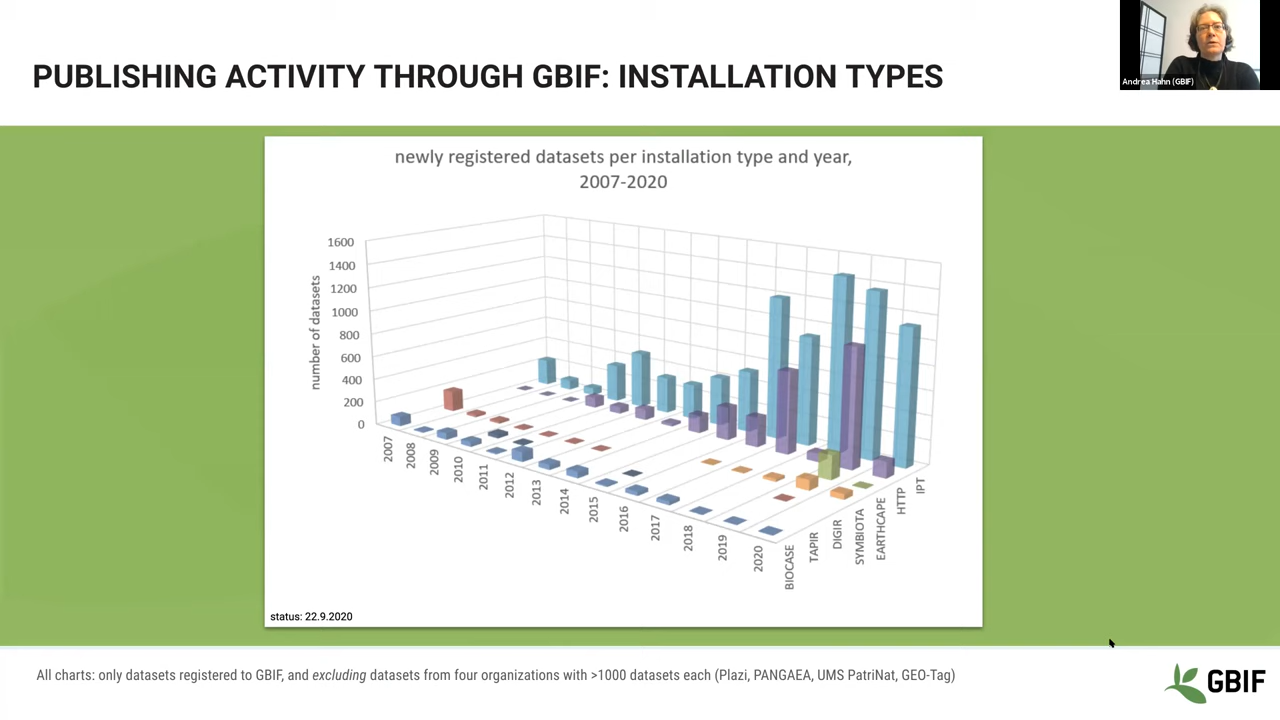 PUBLISHING ACTIVITY THROUGH GBIF: INSTALLATION TYPES
Andrea Hahn (GBIF)
newly registered datasets per installation type and year,
2007-2020
number of datasets
1600
1400
1200
1000
800
600
400
200
0
2007
2008
2009
2010
2011
2012
2013
2014
2015
2016
2017
2018
2019
2020
BIOCASE
TAPIR
DIGIR
SYMBIOTA
EARTHCAPE
HTTP
IPT
status: 22.9.2020
All charts: only datasets registered to GBIF, and excluding datasets from four organizations with >1000 datasets each (Plazi, PANGAEA, UMS PatriNat, GEO-Tag)
GBIF